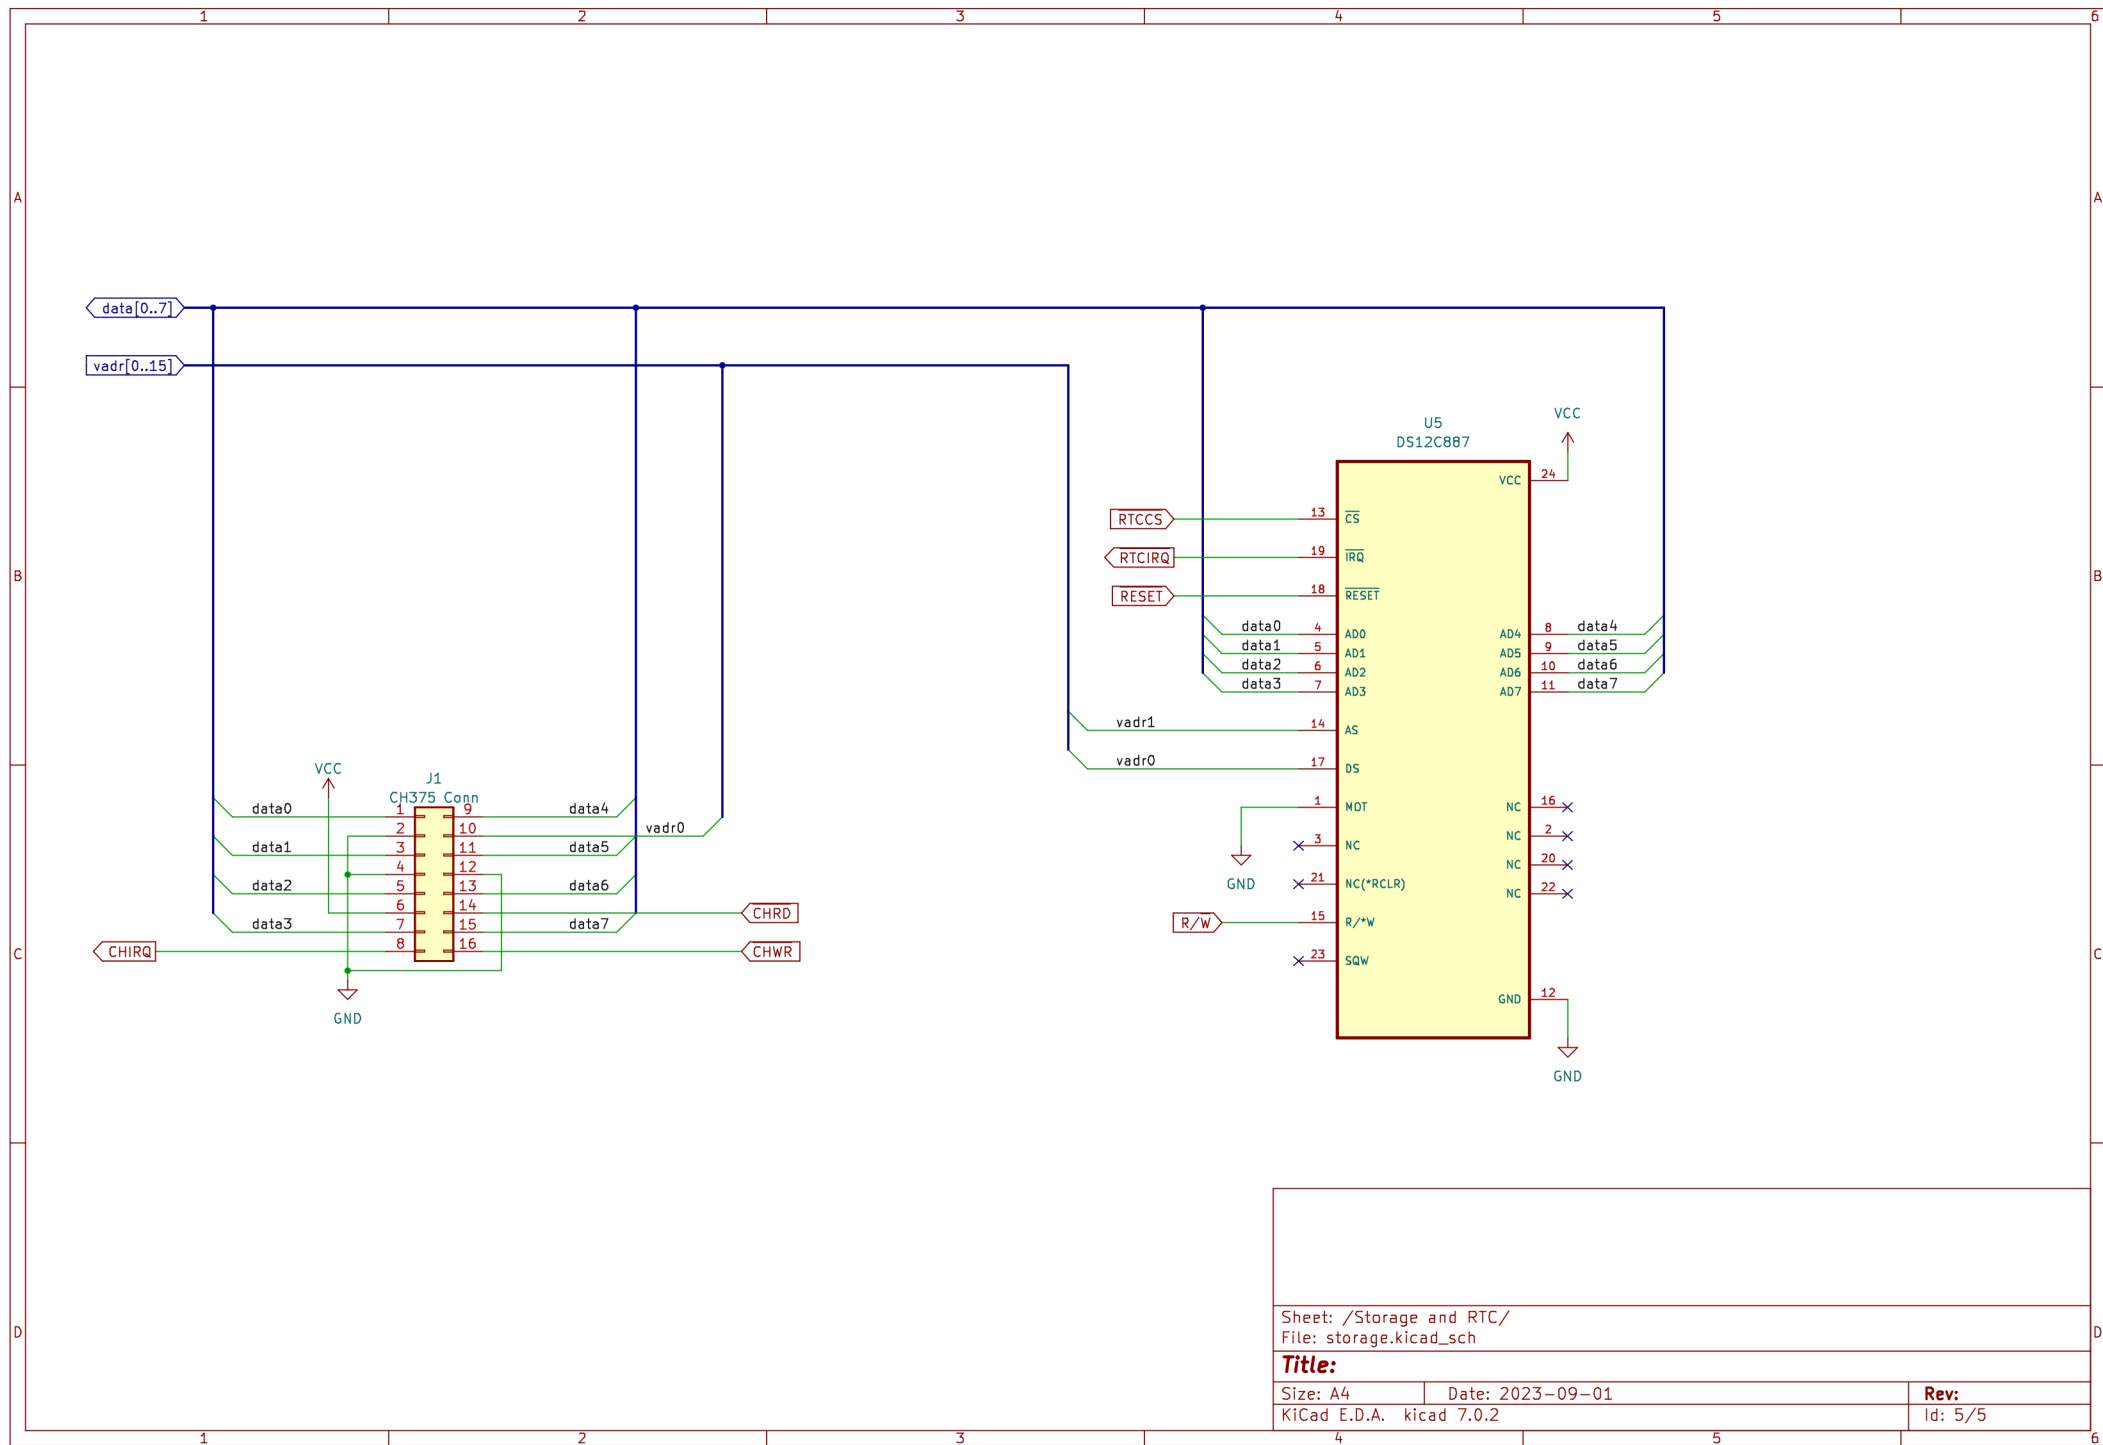 1 2 3 4 5 6
A A
data[0..7]
vadr[0..15]
VCC
U5
DS12C887
VCC 24
RTCCS 13 CS
RTCIRQ 19 IRQ
B B
RESET 18 RESET
data0 4 AD0 AD4 8 data4
data1 5 AD1 AD5 9 data5
data2 6 AD2 AD6 10 data6
data3 7 AD3 AD7 11 data7
vadr1 14 AS
vadr0 17 DS
1 MOT NC 16
3 NC NC 2
NC 20
21 NC(*RCLR) NC 22
GND
R/W 15 R/*W
23 SQW
GND 12
GND
VCC
J1
CH375 Conn
data0 1 9 data4
2 10 vadr0
data1 3 11 data5
4 12
data2 5 13 data6
6 14 CHRD
data3 7 15 data7
CHIRQ 8 16 CHWR
GND
C C
Sheet: /Storage and RTC/
File: storage.kicad_sch
D D
Title:
Size: A4 Date: 2023-09-01 Rev:
KiCad E.D.A. kicad 7.0.2 Id: 5/5
1 2 3 4 5 6